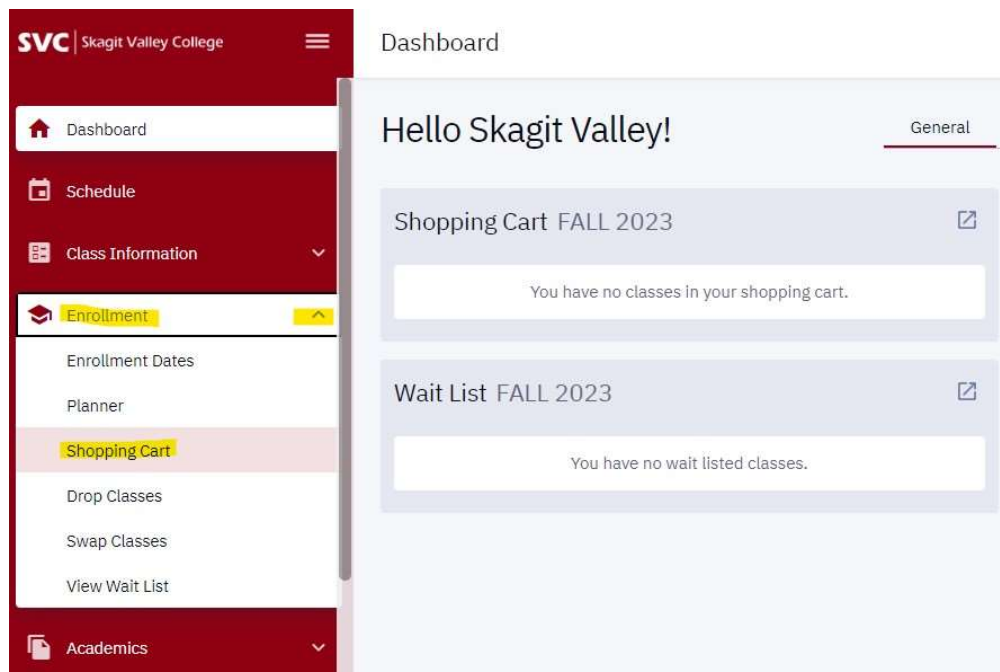 SVC Skagit Valley College
Dashboard
Dashboard
Schedule
Class Information
Enrollment
Enrollment Dates
Planner
Shopping Cart
Drop Classes
Swap Classes
View Wait List
Academics
Hello Skagit Valley!
General
Shopping Cart FALL 2023
You have no classes in your shopping cart.
Wait List FALL 2023
You have no wait listed classes.